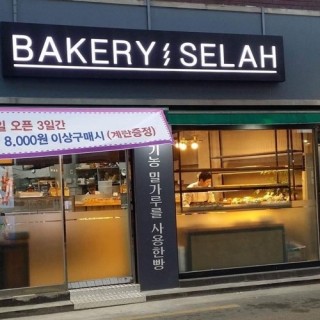 BAKERY SELAH
일 오픈 3일간
8,000원 이상구매시 (계란증정)
기농 밀가루를 사용한빵